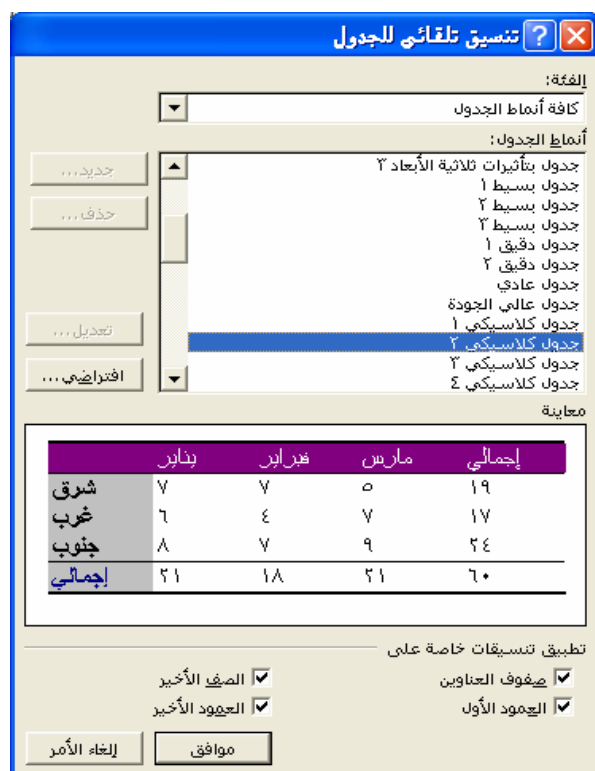 تنسيق تلقائي للجدول
الفئة:
كافة أنماط الجدول
أنماط الجدول:
جدول بتأثيرات ثلاثية الأبعاد ٣
جدول بسيط ١
جدول بسيط ٢
جدول بسيط ٣
جدول دقيق ١
جدول دقيق ٢
جدول عادي
جدول عالي الجودة
جدول كلاسيكي ١
جدول كلاسيكي ٢
جدول كلاسيكي ٣
جدول كلاسيكي ٤
جديد...
حذف...
تعديل...
افتراضي...
معاينة
يناير فبراير مارس إجمالي
شرق ٧ ٧ ٥ ١٩
غرب ٦ ٤ ٧ ١٧
جنوب ٨ ٧ ٩ ٢٤
إجمالي ٢١ ١٨ ٢١ ٦٠
تطبيق تنسيقات خاصة على
صفوف العناوين الصف الأخير
العمود الأول العمود الأخير
موافق إلغاء الأمر